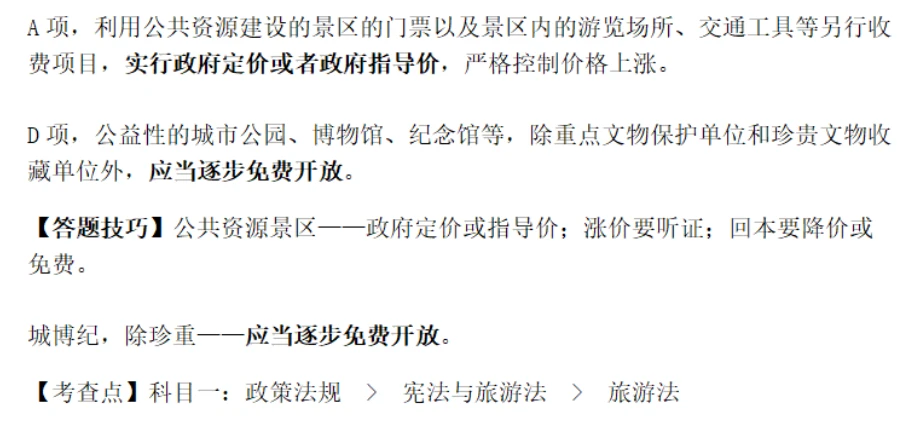 A 项，利用公共资源建设的景区的门票以及景区内的游览场所、交通工具等另行收
费项目，实行政府定价或者政府指导价，严格控制价格上涨。
D 项，公益性的城市公园、博物馆、纪念馆等，除重点文物保护单位和珍贵文物收
藏单位外，应当逐步免费开放。
【答题技巧】公共资源景区——政府定价或指导价；涨价要听证；回本要降价或
免费。
城博纪，除珍重——应当逐步免费开放。
【考查点】科目一：政策法规 > 宪法与旅游法 > 旅游法